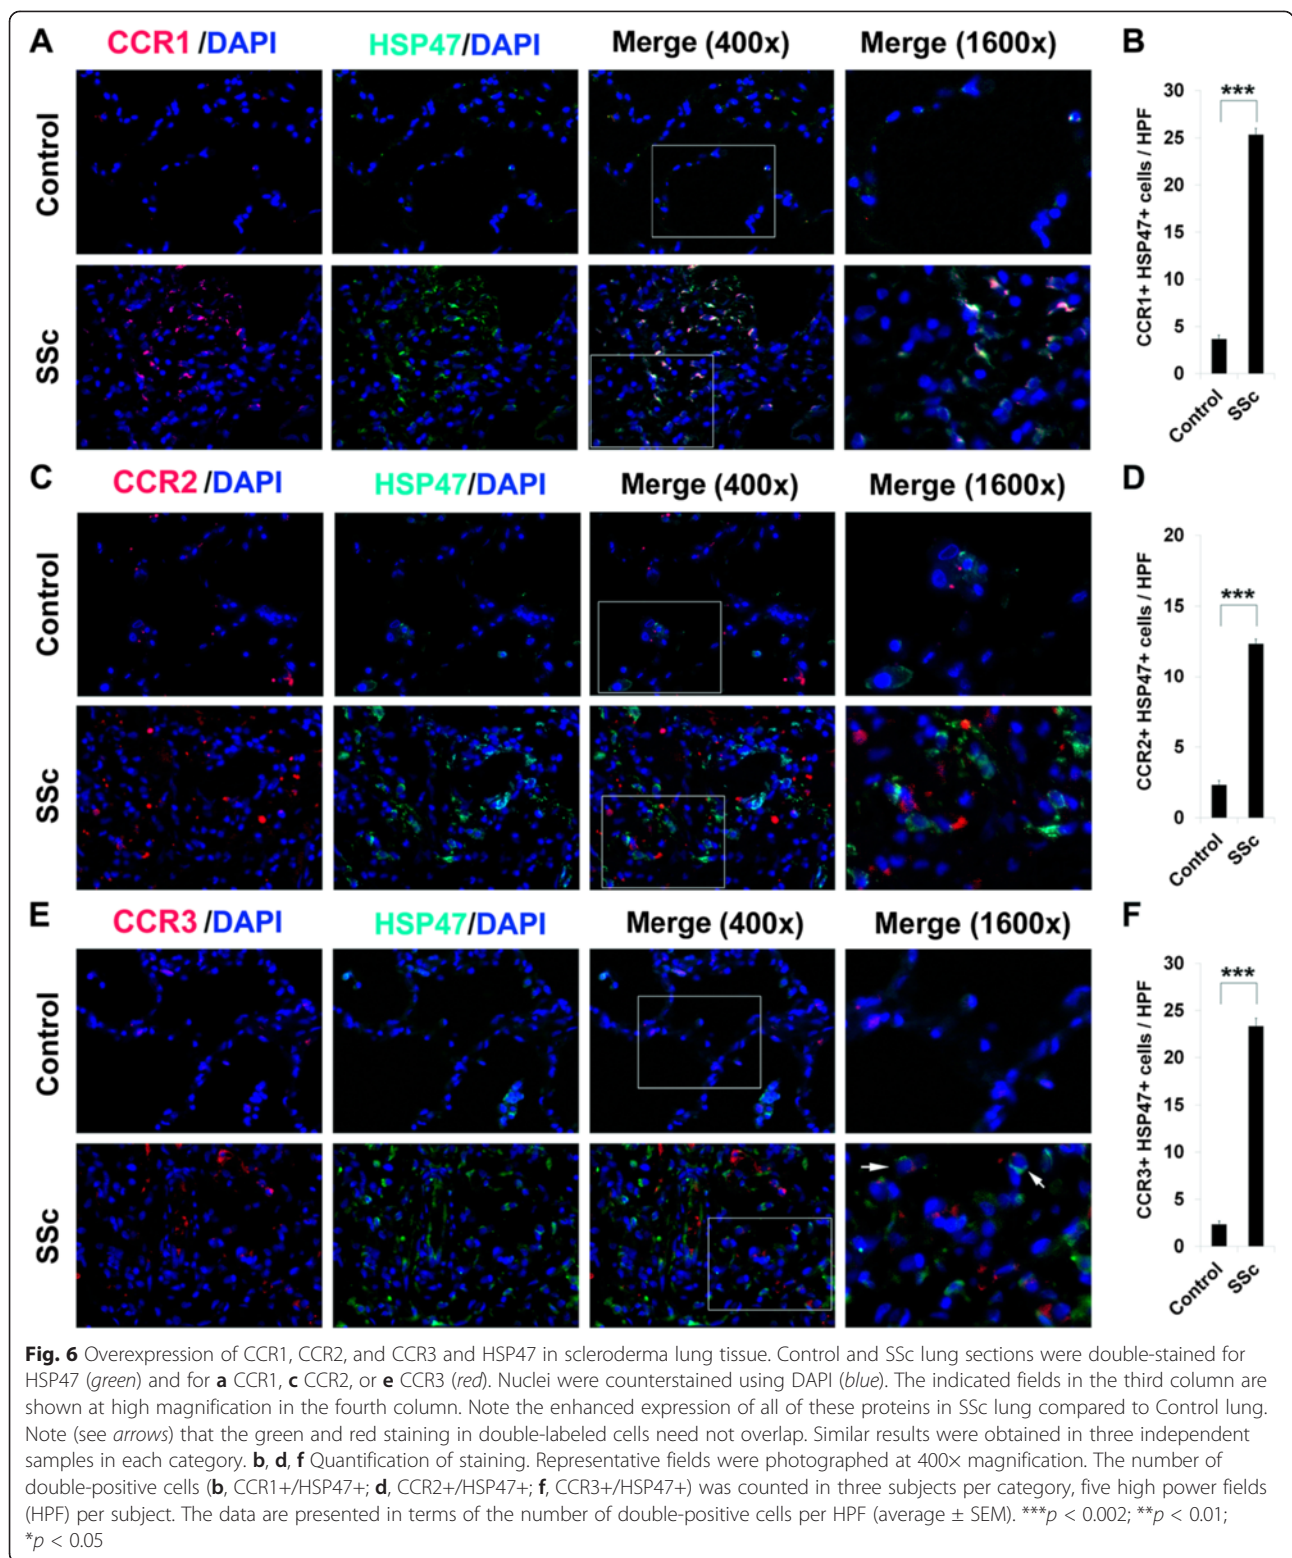 A
CCR1 /DAPI
HSP47/DAPI
Merge (400x)
Merge (1600x)
Control
SSc
B
30
25
20
15
10
5
0
***
CCR1+ HSP47+ cells / HPF
Control
SSc
C
CCR2 /DAPI
HSP47/DAPI
Merge (400x)
Merge (1600x)
Control
SSc
D
20
15
10
5
0
***
CCR2+ HSP47+ cells / HPF
Control
SSc
E
CCR3 /DAPI
HSP47/DAPI
Merge (400x)
Merge (1600x)
Control
SSc
F
30
25
20
15
10
5
0
***
CCR3+ HSP47+ cells / HPF
Control
SSc
Fig. 6 Overexpression of CCR1, CCR2, and CCR3 and HSP47 in scleroderma lung tissue. Control and SSc lung sections were double-stained for
HSP47 (green) and for a CCR1, c CCR2, or e CCR3 (red). Nuclei were counterstained using DAPI (blue). The indicated fields in the third column are
shown at high magnification in the fourth column. Note the enhanced expression of all of these proteins in SSc lung compared to Control lung.
Note (see arrows) that the green and red staining in double-labeled cells need not overlap. Similar results were obtained in three independent
samples in each category. b, d, f Quantification of staining. Representative fields were photographed at 400× magnification. The number of
double-positive cells (b, CCR1+/HSP47+; d, CCR2+/HSP47+; f, CCR3+/HSP47+) was counted in three subjects per category, five high power fields
(HPF) per subject. The data are presented in terms of the number of double-positive cells per HPF (average ± SEM). ***p < 0.002; **p < 0.01;
*p < 0.05